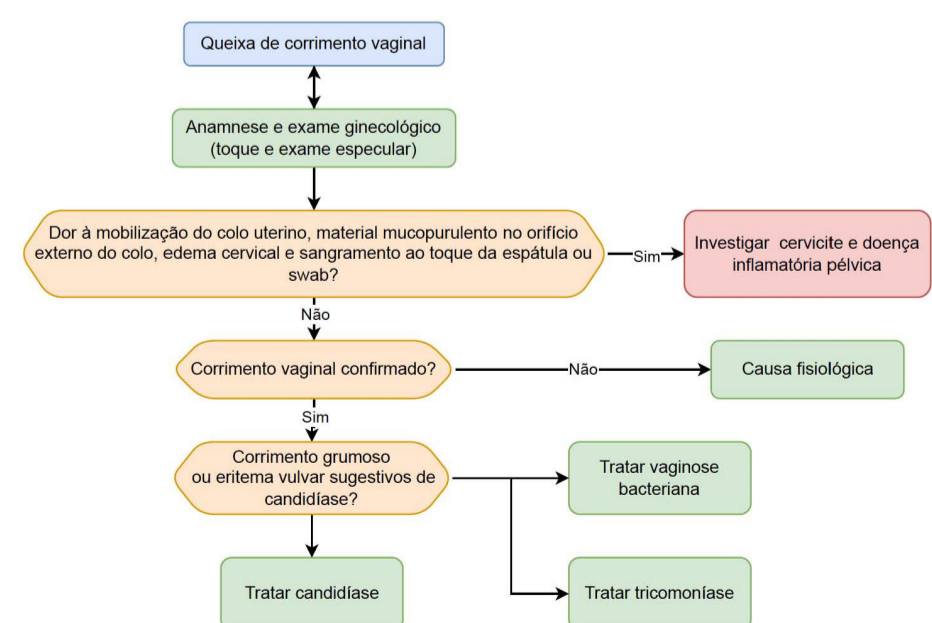 Queixa de corrimento vaginal
Anamnese e exame ginecológico
(toque e exame especular)
Dor à mobilização do colo uterino, material mucopurulento no orifício
externo do colo, edema cervical e sangramento ao toque da espátula ou
swab?
Sim
Investigar cervicite e doença
inflamatória pélvica
Não
Corrimento vaginal confirmado?
Não
Causa fisiológica
Sim
Corrimento grumoso
ou eritema vulvar sugestivos de
candidíase?
Tratar vaginose
bacteriana
Tratar candidíase
Tratar tricomoníase